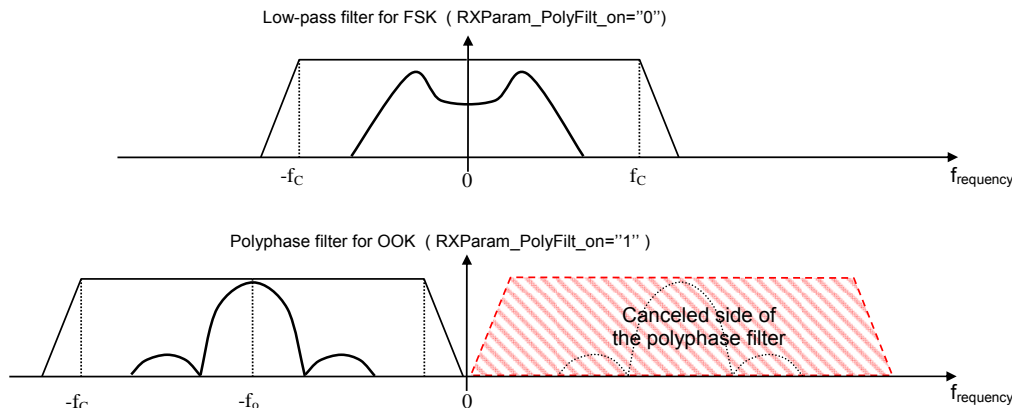 Low-pass filter for FSK ( RXParam_PolyFilt_on=''0'')
-fC
0
fC
frequency
Polyphase filter for OOK ( RXParam_PolyFilt_on=''1'' )
Canceled side of
the polyphase filter
-fC
-fo
0
frequency